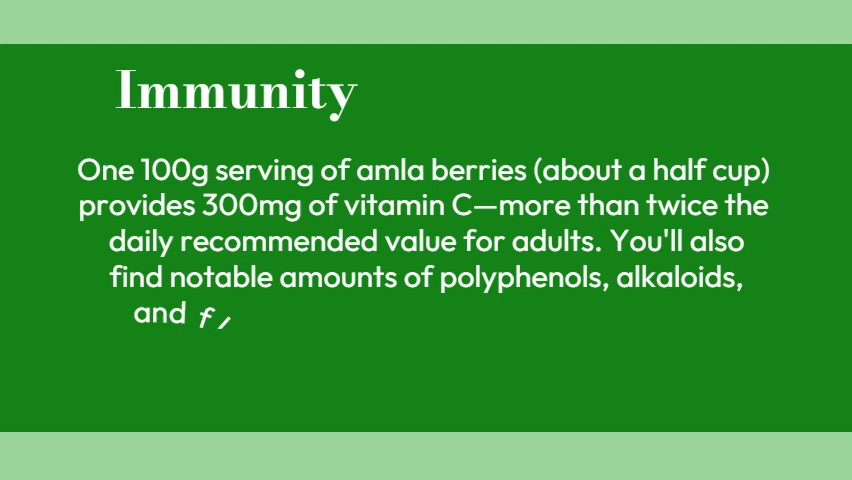 Immunity
One 100g serving of amla berries (about a half cup)
provides 300mg of vitamin C—more than twice the
daily recommended value for adults. You'll also
find notable amounts of polyphenols, alkaloids,
and